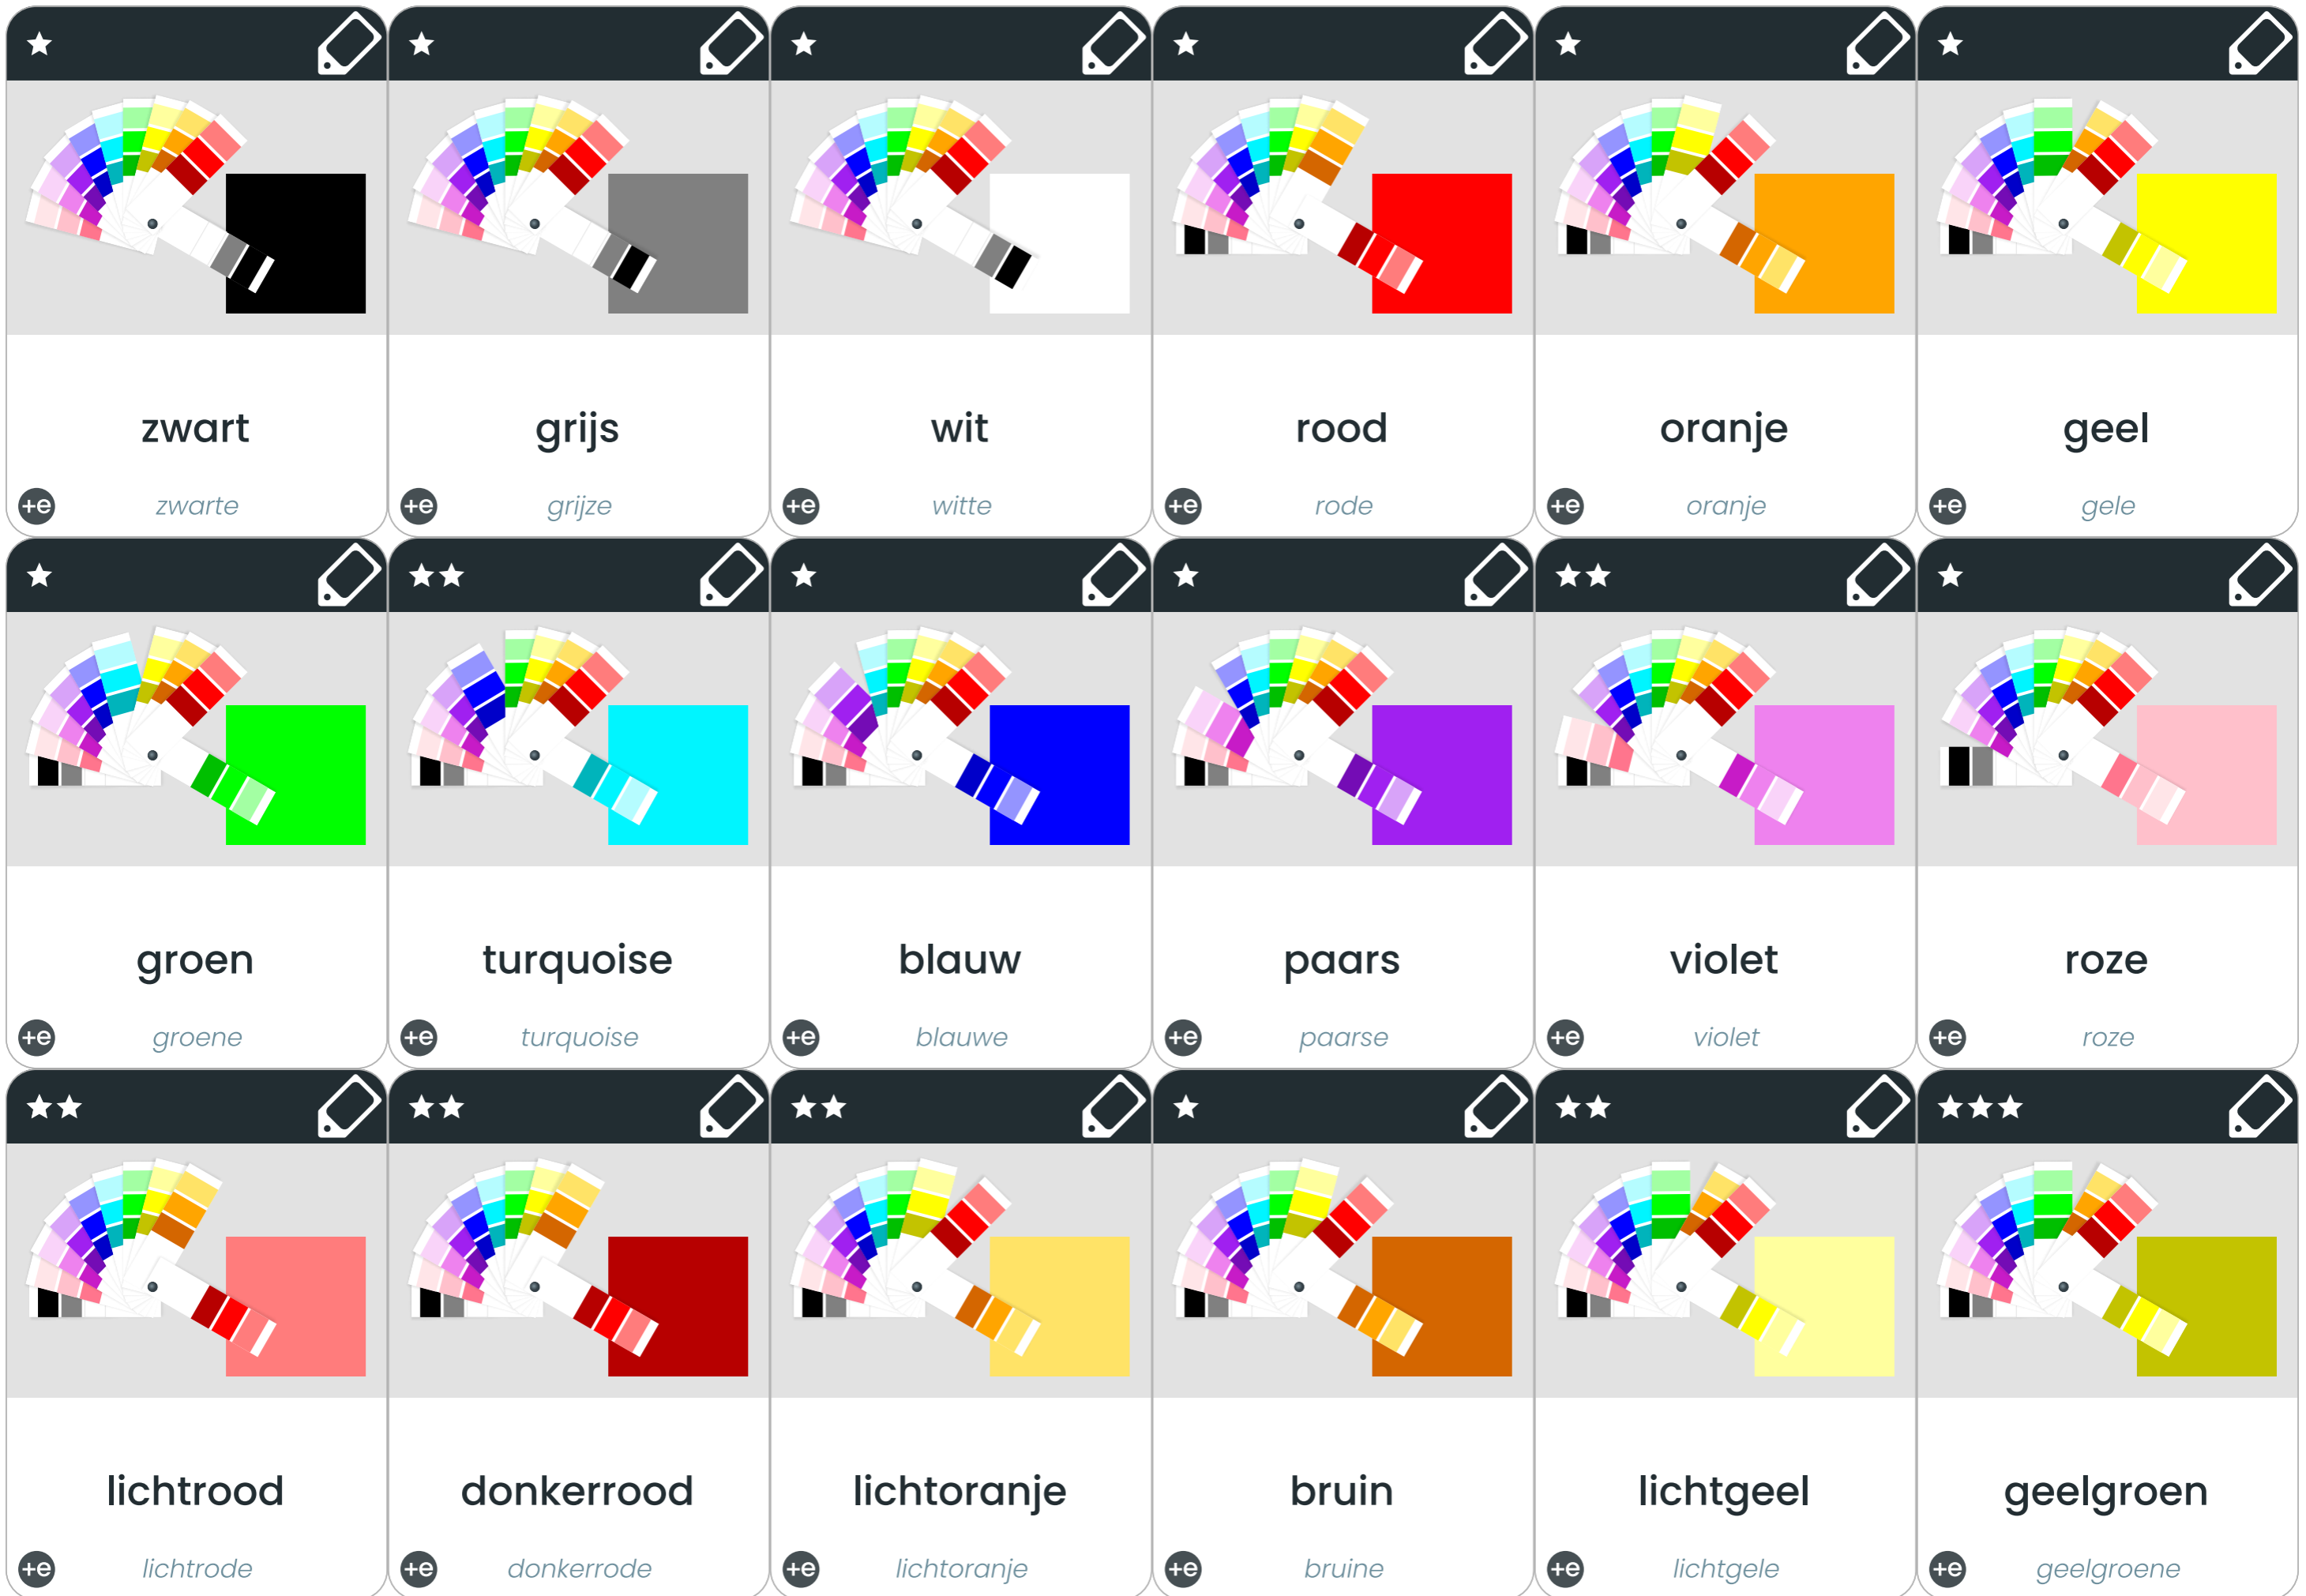 zwart
+e zwarte
grijs
+e grijze
wit
+e witte
rood
+e rode
oranje
+e oranje
geel
+e gele
groen
+e groene
turquoise
+e turquoise
blauw
+e blauwe
paars
+e paarse
violet
+e violet
roze
+e roze
lichtrood
+e lichtrode
donkerrood
+e donkerrode
lichtoranje
+e lichtoranje
bruin
+e bruine
lichtgeel
+e lichtgele
geelgroen
+e geelgroene